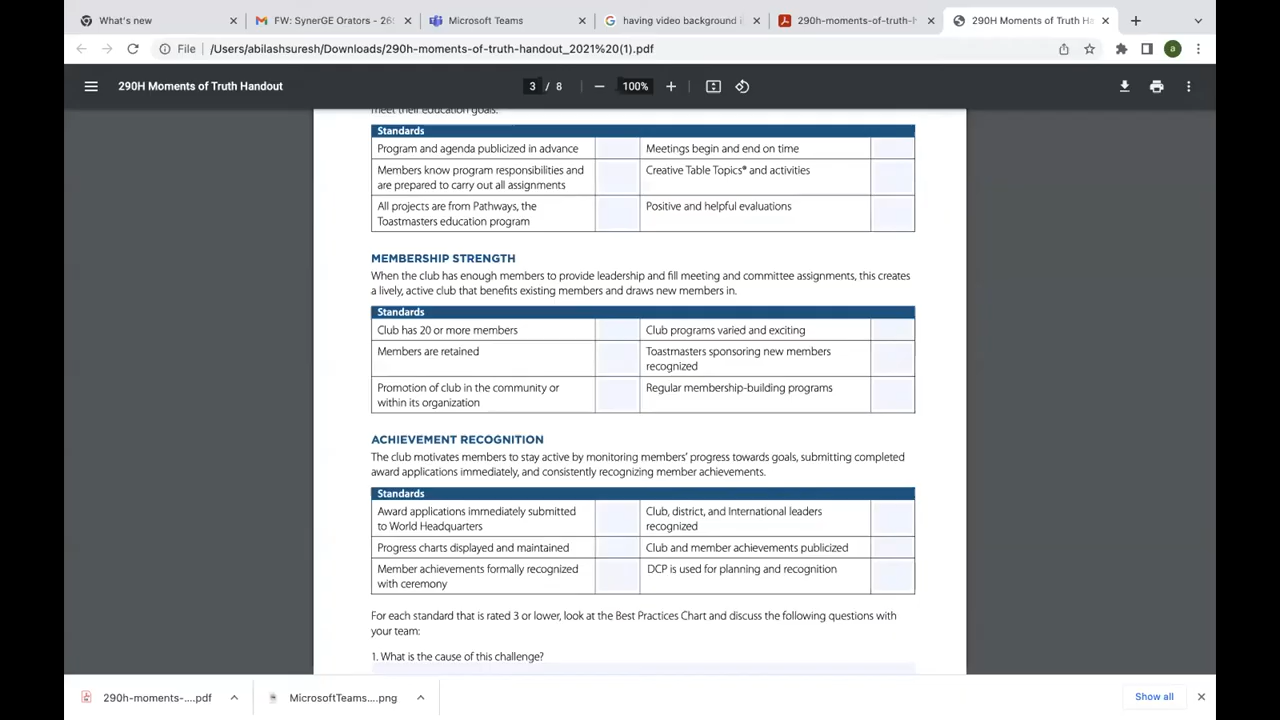 What's new
FW: SynerGE Orators - 26
Microsoft Teams
having video background i
290h-moments-of-truth-h
290H Moments of Truth Ha
File
/Users/abilashsuresh/Downloads/290h-moments-of-truth-handout_2021%20(1).pdf
a
290H Moments of Truth Handout
3 / 8
100%
meet their education goals.
Standards
Program and agenda publicized in advance
Meetings begin and end on time
Members know program responsibilities and
are prepared to carry out all assignments
Creative Table Topics® and activities
All projects are from Pathways, the
Toastmasters education program
Positive and helpful evaluations
MEMBERSHIP STRENGTH
When the club has enough members to provide leadership and fill meeting and committee assignments, this creates
a lively, active club that benefits existing members and draws new members in.
Standards
Club has 20 or more members
Club programs varied and exciting
Members are retained
Toastmasters sponsoring new members
recognized
Promotion of club in the community or
within its organization
Regular membership-building programs
ACHIEVEMENT RECOGNITION
The club motivates members to stay active by monitoring members' progress towards goals, submitting completed
award applications immediately, and consistently recognizing member achievements.
Standards
Award applications immediately submitted
to World Headquarters
Club, district, and International leaders
recognized
Progress charts displayed and maintained
Club and member achievements publicized
Member achievements formally recognized
with ceremony
DCP is used for planning and recognition
For each standard that is rated 3 or lower, look at the Best Practices Chart and discuss the following questions with
your team:
1. What is the cause of this challenge?
290h-moments-....pdf
MicrosoftTeams....png
Show all